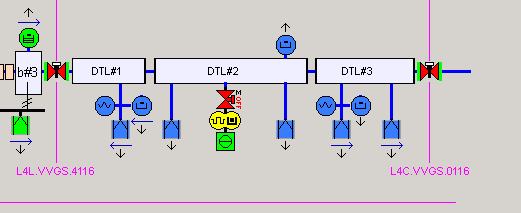 b#3
DTL#1
DTL#2
DTL#3
M OFF
L4L.VVGS.4116
L4C.VVGS.0116